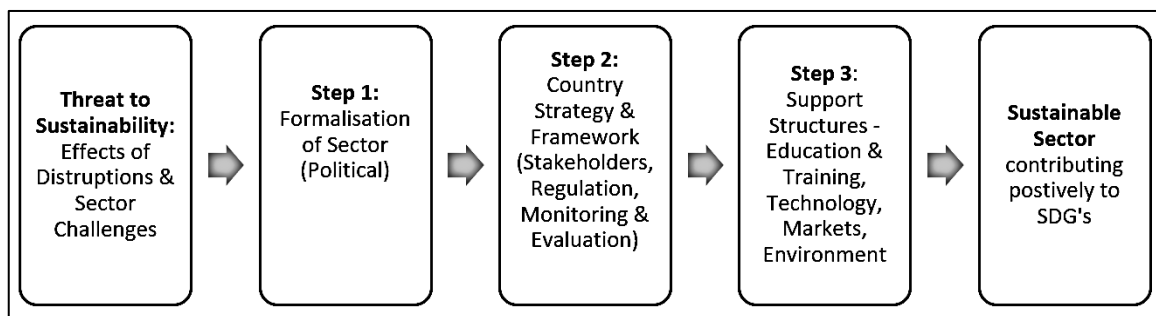 Threat to
Sustainability:
Effects of
Distruptions &
Sector
Challenges
Step 1:
Formalisation
of Sector
(Political)
Step 2:
Country
Strategy &
Framework
(Stakeholders,
Regulation,
Monitoring &
Evaluation)
Step 3:
Support
Structures -
Education &
Training,
Technology,
Markets,
Environment
Sustainable
Sector
contributing
postively to
SDG's